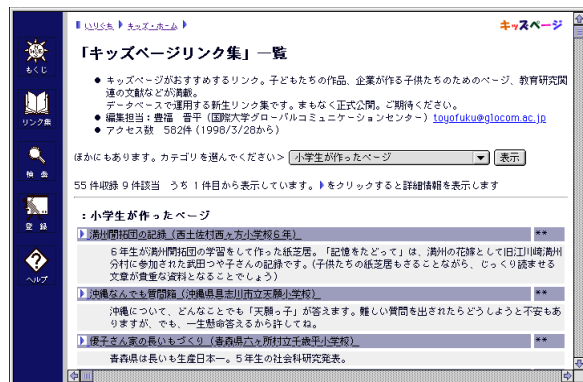 いりぐち キッズ・ホーム
キッズページ
「キッズページリンク集」一覧
もくじ
リンク集
検 索
登 録
ヘルプ
● キッズページがおすすめするリンク。子どもたちの作品、企業が作る子供たちのためのページ、教育研究関
連の文献などが満載。
データベースで運用する新生リンク集です。まもなく正式公開。ご期待ください。
● 編集担当:豊福 晋平(国際大学グローバルコミュニケーションセンター) toyofuku@glocom.ac.jp
● アクセス数 582件 (1998/3/28から)
ほかにもあります。カテゴリを選んでください> 小学生が作ったページ 表示
55 件収録 9 件該当 うち 1 件目から表示しています。 をクリックすると詳細情報を表示します
:小学生が作ったページ
満州開拓団の記録(西土佐村西ヶ方小学校6年) **
6年生が満州開拓団の学習をして作った紙芝居。「記憶をたどって」は、満州の花嫁として旧江川崎満州
分村に参加された武田つや子さんの記録です。(子供たちの紙芝居もさることながら、じっくり読ませる
文章が貴重な資料となることでしょう)
沖縄なんでも質問箱(沖縄県具志川市立天願小学校) **
沖縄について、どんなことでも「天願っ子」が答えます。難しい質問を出されたらどうしようと不安もあ
りますが、でも、一生懸命答えるから許してね。
優子さん家の長いもづくり(青森県六ヶ所村立千歳平小学校) **
青森県は長いも生産日本一。5年生の社会科研究発表。